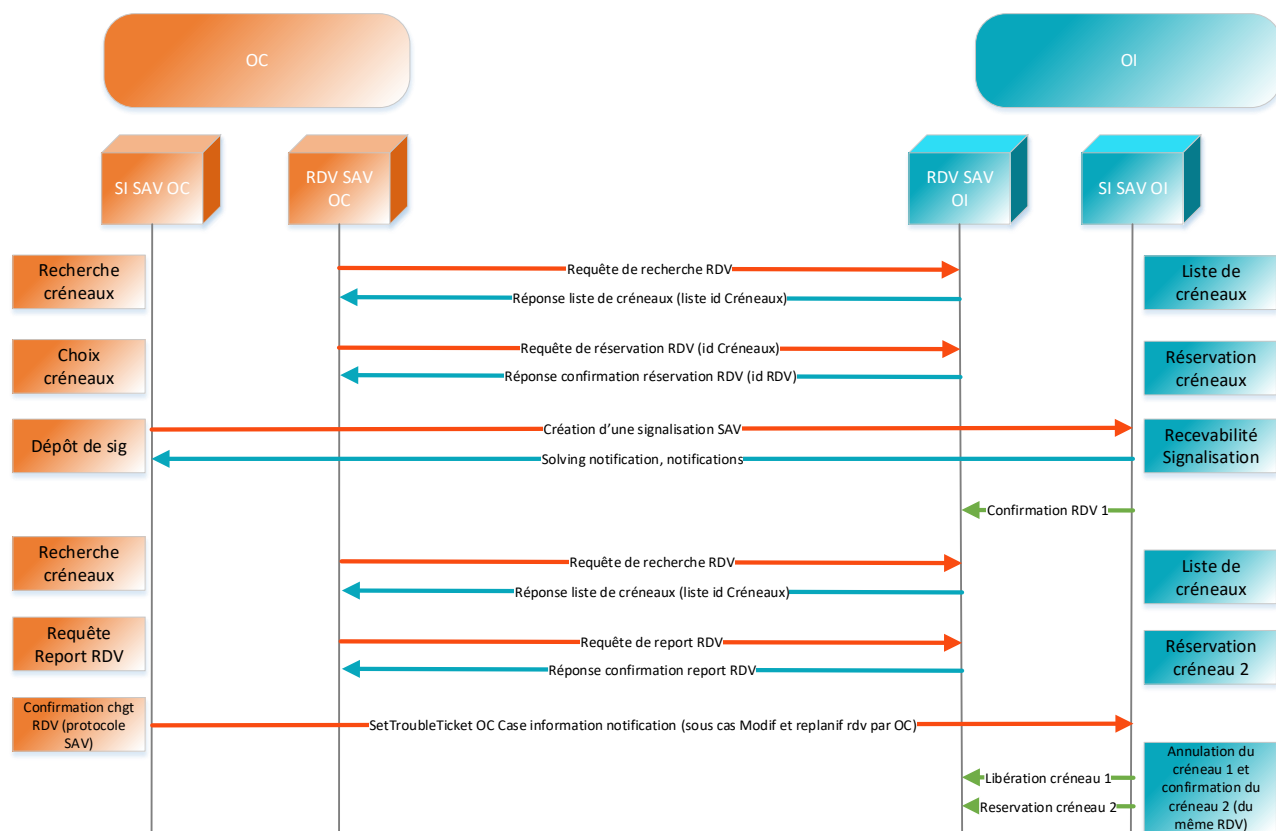 OC
OI
SI SAV OC
RDV SAV
OC
RDV SAV
OI
SI SAV OI
Recherche
créneaux
Requête de recherche RDV
Réponse liste de créneaux (liste id Créneaux)
Liste de
créneaux
Choix
créneaux
Requête de réservation RDV (id Créneaux)
Réponse confirmation réservation RDV (id RDV)
Réservation
créneaux
Dépôt de sig
Création d’une signalisation SAV
Solving notification, notifications
Recevabilité
Signalisation
Confirmation RDV 1
Recherche
créneaux
Requête de recherche RDV
Réponse liste de créneaux (liste id Créneaux)
Liste de
créneaux
Requête
Report RDV
Requête de report RDV
Réponse confirmation report RDV
Réservation
créneau 2
Confirmation chgt
RDV (protocole
SAV)
SetTroubleTicket OC Case information notification (sous cas Modif et replanif rdv par OC)
Libération créneau 1
Reservation créneau 2
Annulation du
créneau 1 et
confirmation du
créneau 2 (du
même RDV)